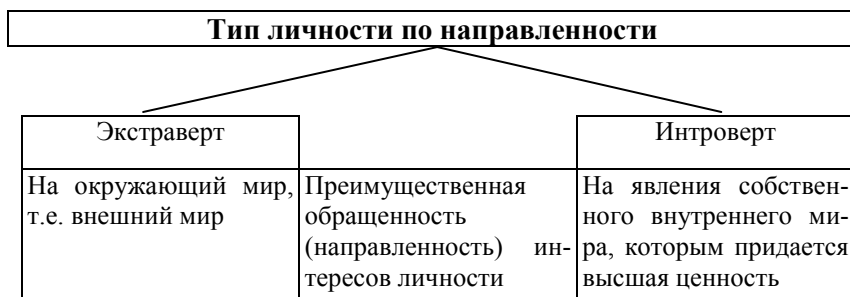 Тип личности по направленности
Экстраверт
Интроверт
На окружающий мир,
т.е. внешний мир
Преимущественная
обращенность
(направленность) ин-
тересов личности
На явления собствен-
ного внутреннего ми-
ра, которым придается
высшая ценность